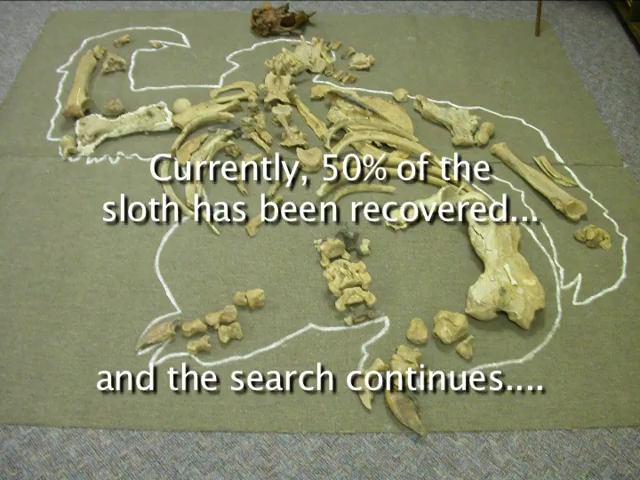 Currently, 50% of the
sloth has been recovered...
and the search continues....